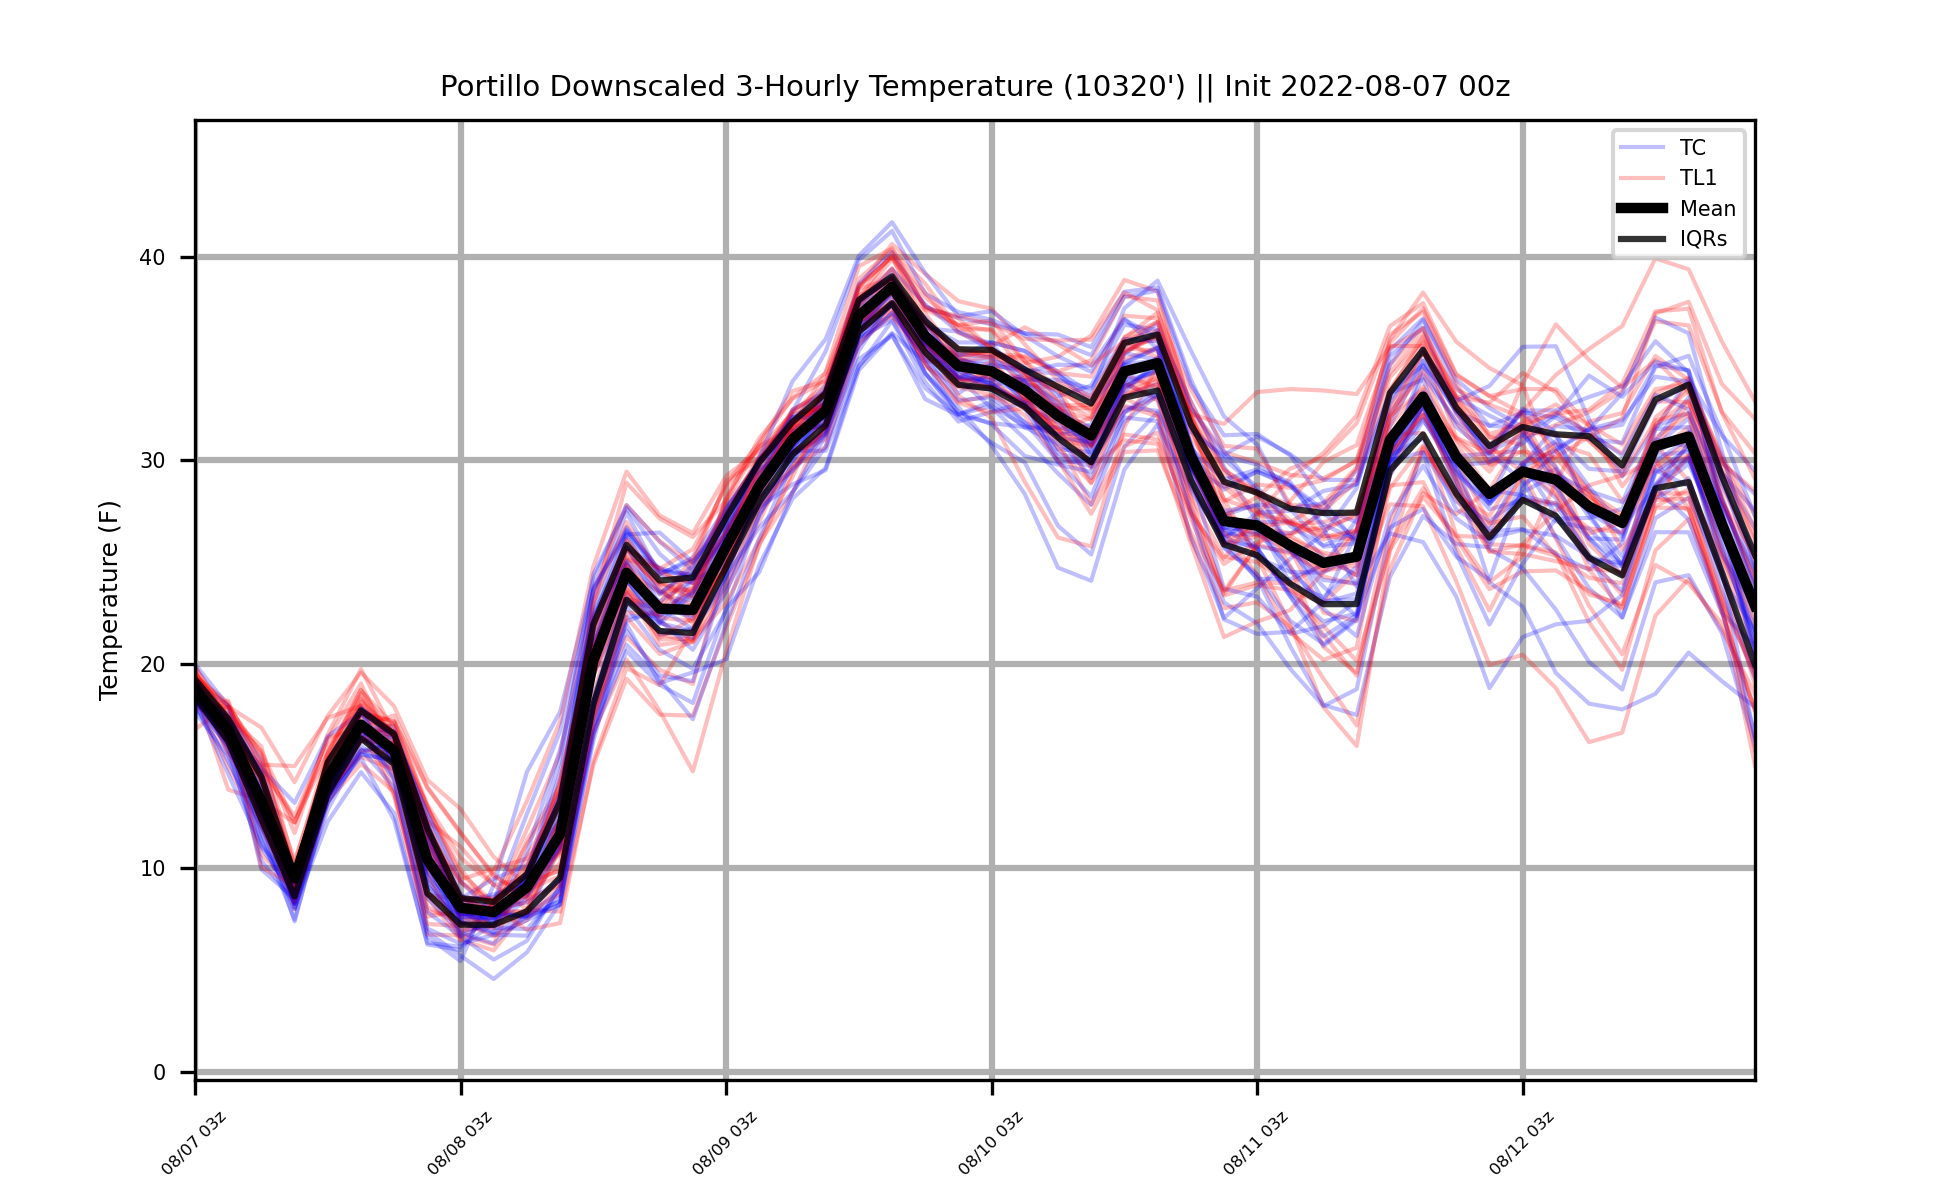 Portillo Downscaled 3-Hourly Temperature (10320') || Init 2022-08-07 00z
TC
TL1
Mean
IQRs
Temperature (F)
40
30
20
10
0
08/07 03z
08/08 03z
08/09 03z
08/10 03z
08/11 03z
08/12 03z